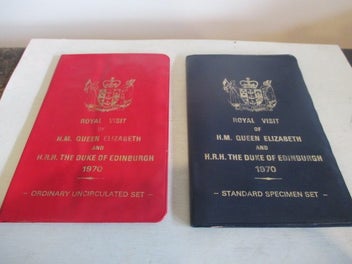 ROYAL VISIT
OF
H.M. QUEEN ELIZABETH
AND
H.R.H. THE DUKE OF EDINBURGH
1970
- ORDINARY UNCIRCULATED SET -
ROYAL VISIT
OF
H.M. QUEEN ELIZABETH
AND
H.R.H. THE DUKE OF EDINBURGH
1970
- STANDARD SPECIMEN SET -